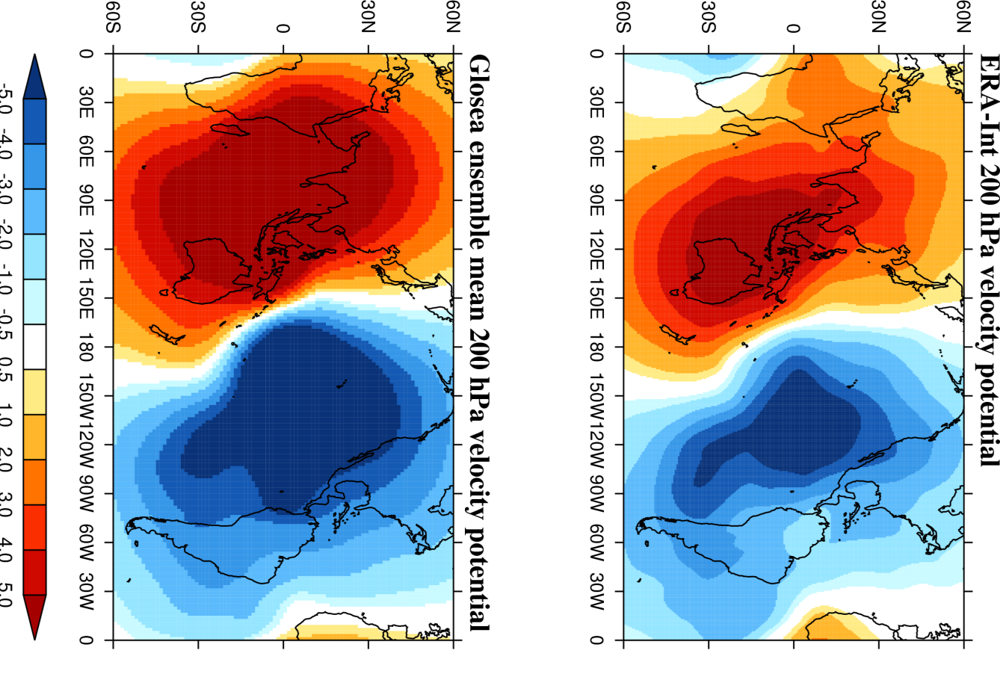 ERA-Int 200 hPa velocity potential
60N
30N
0
30S
60S
0 30E 60E 90E 120E 150E 180 150W 120W 90W 60W 30W 0
Glosea ensemble mean 200 hPa velocity potential
60N
30N
0
30S
60S
0 30E 60E 90E 120E 150E 180 150W 120W 90W 60W 30W 0
-5.0 -4.0 -3.0 -2.0 -1.0 -0.5 0.5 1.0 2.0 3.0 4.0 5.0